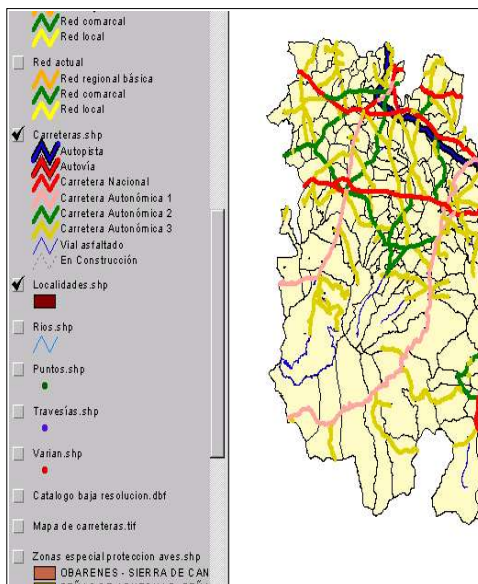 Red comarcal
Red local
Red actual
Red regional básica
Red comarcal
Red local
Carreteras.shp
Autopista
Autovía
Carretera Nacional
Carretera Autonómica 1
Carretera Autonómica 2
Carretera Autonómica 3
Vial asfaltado
En Construcción
Localidades.shp
Rios.shp
Puntos.shp
Travesías.shp
Varian.shp
Catalogo baja resolucion.dbf
Mapa de carreteras.tif
Zonas especial proteccion aves.shp
OBARENES - SIERRA DE CAN